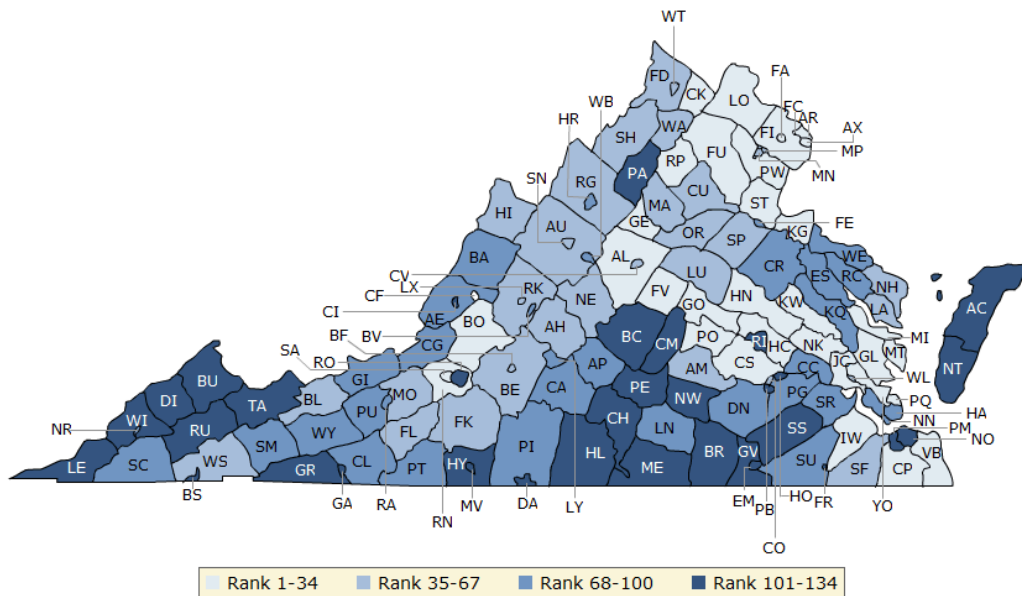 WT
FD
CK
LO
FA
FC
AR
AX
WB
HR
SH
WA
FI
MP
MN
FU
RP
PW
PA
SN
RG
CU
ST
HI
MA
GE
FE
AU
OR
SP
KG
BA
AL
CR
WE
ES
RC
NH
CV
LX
RK
LU
CF
NE
FV
HN
KW
KQ
LA
AC
CI
AE
BO
AH
GO
BF
BV
CG
BC
CM
PO
RI
HC
NK
MI
GL
MT
SA
RO
CS
JC
WL
NT
BU
GI
BE
CA
AP
AM
CC
DI
TA
BL
MO
PE
NW
DN
PG
SR
PQ
HA
NR
WI
RU
PU
FK
CH
SS
NN
PM
NO
WY
FL
PI
LN
IW
SM
LE
SC
WS
GR
CL
PT
HY
HL
ME
BR
GV
SU
SF
CP
VB
BS
GA
RA
RN
MV
DA
LY
EM
PB
HO
FR
YO
CO
Rank 1-34 Rank 35-67 Rank 68-100 Rank 101-134